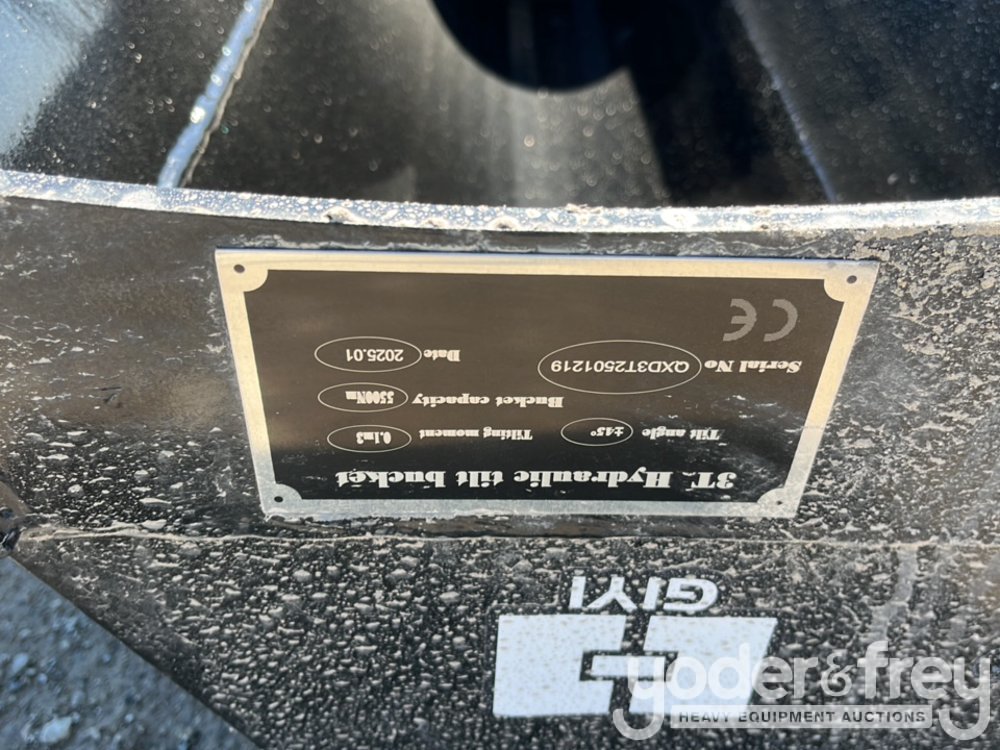 3T Hydraulic tilt bucket
Tilt angle ±45° Tilting moment 0.1m3
Bucket capacity 5500Nm
Serial No QXD3T2501219 Date 2025.01
CE
GIYI
yoder&frey
HEAVY EQUIPMENT AUCTIONS